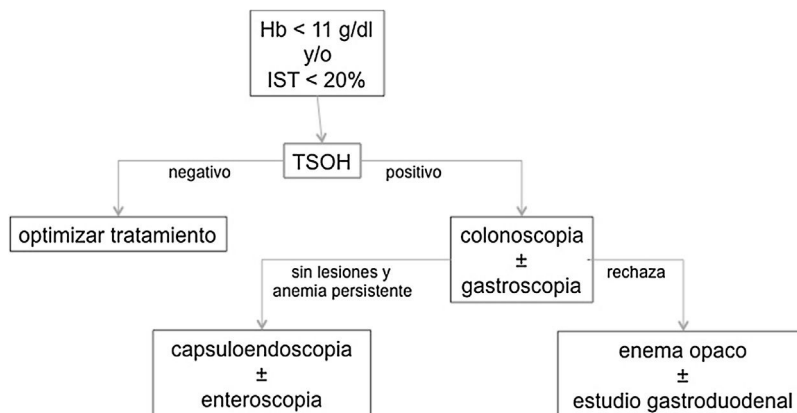 Hb < 11 g/dl
y/o
IST < 20%
TSOH
negativo
positivo
optimizar tratamiento
colonoscopia
±
gastroscopia
sin lesiones y
anemia persistente
rechaza
capsuloendoscopia
±
enteroscopia
enema opaco
±
estudio gastroduodenal